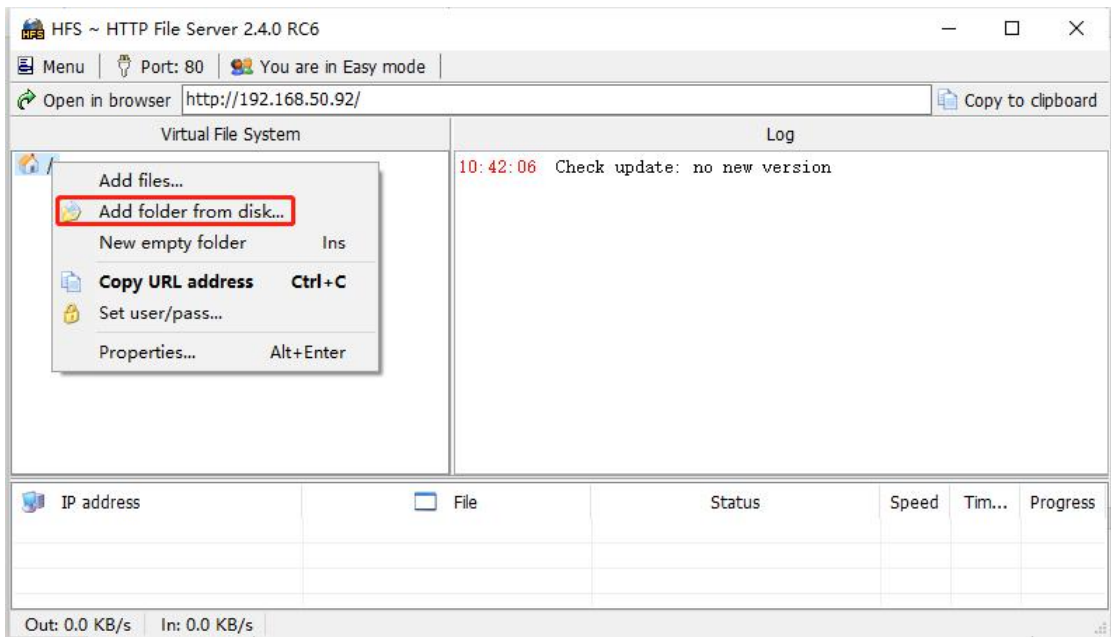 HFS ~ HTTP File Server 2.4.0 RC6
Menu Port: 80 You are in Easy mode
Open in browser http://192.168.50.92/ Copy to clipboard
Virtual File System Log
/
10:42:06 Check update: no new version
Add files...
Add folder from disk...
New empty folder Ins
Copy URL address Ctrl+C
Set user/pass...
Properties... Alt+Enter
IP address File Status Speed Tim... Progress
Out: 0.0 KB/s In: 0.0 KB/s